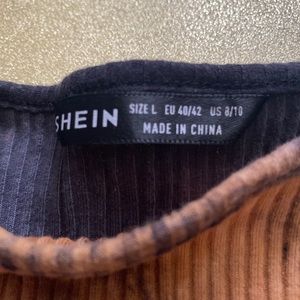 SHEIN
SIZE L EU 40/42 US 8/10
MADE IN CHINA